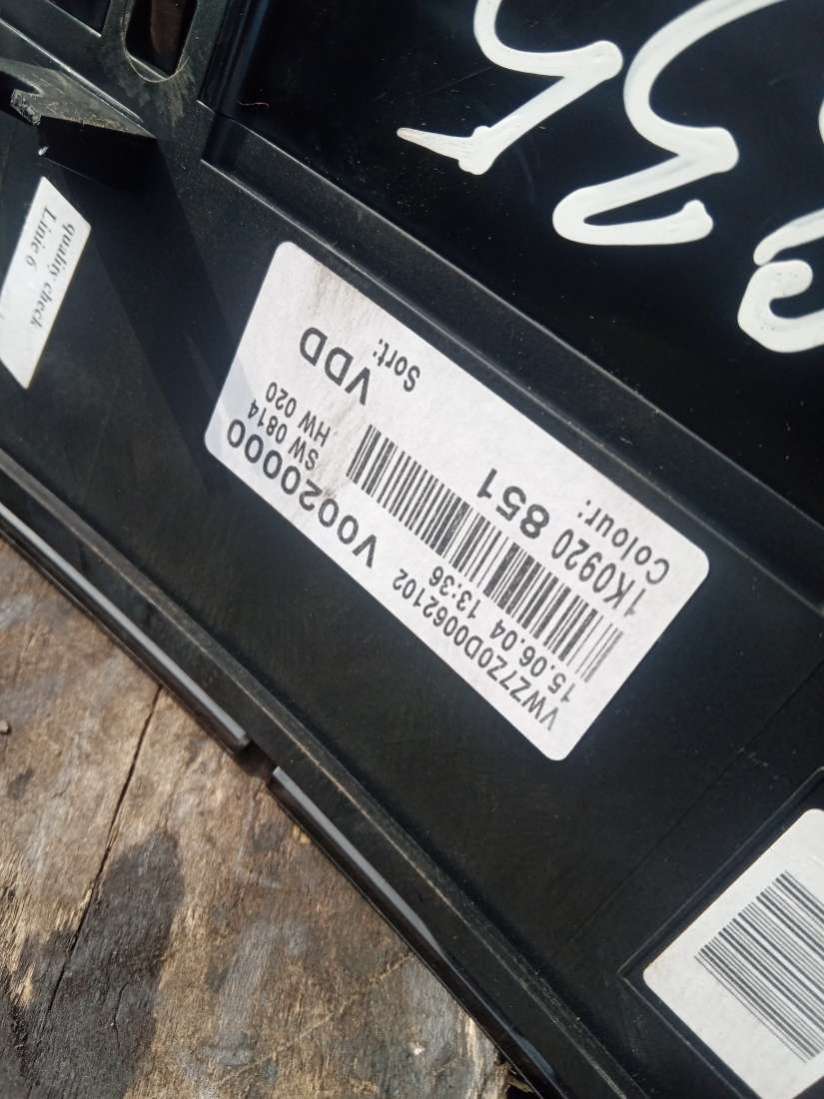 VWZ7Z0D0062102 V0020000
15.06.04 13:36 SW 0814
HW 020
1K0920 851 VDD
Colour: Sort:
quality check
Linie 6